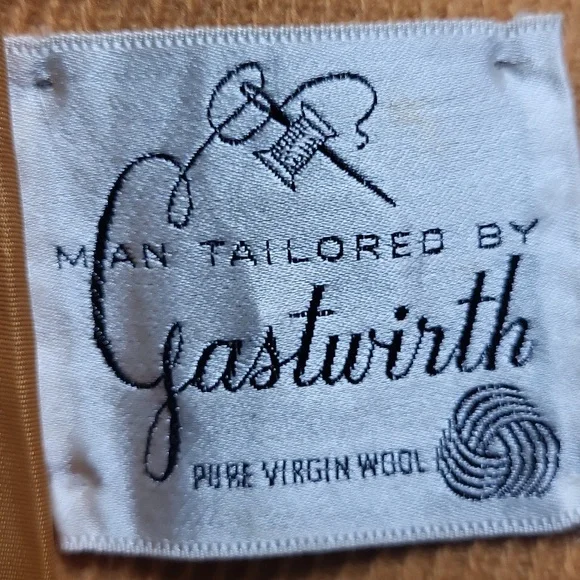 MAN TAILORED BY
Gastwirth
PURE VIRGIN WOOL